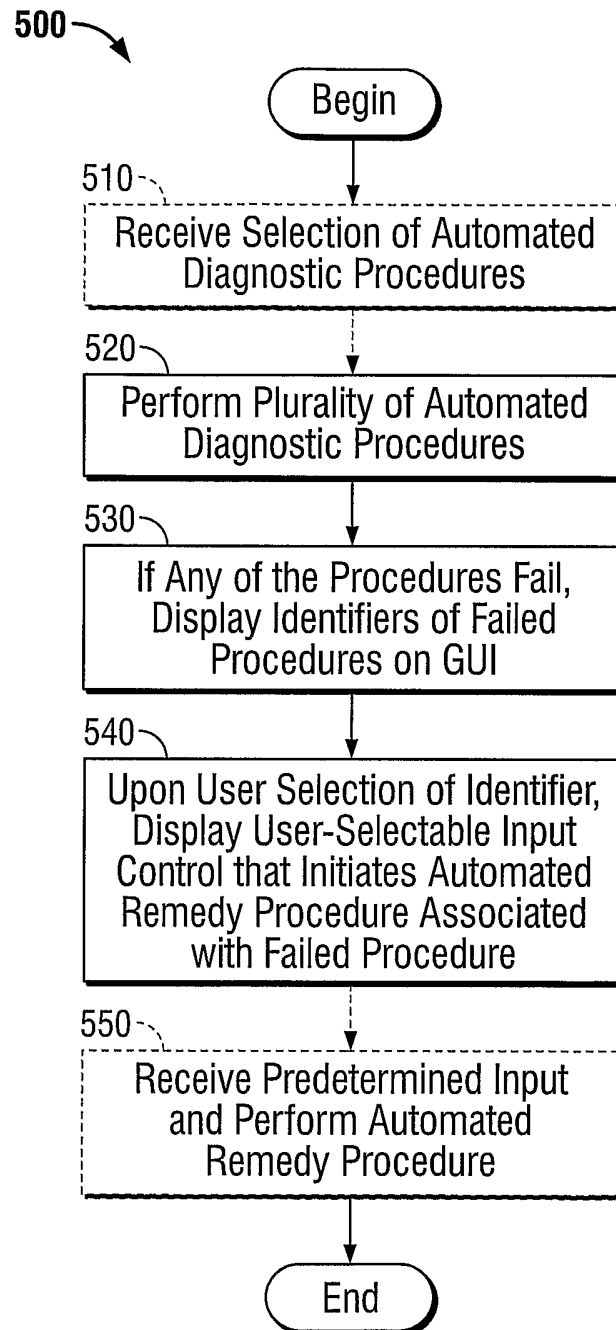 500
Begin
510
Receive Selection of Automated
Diagnostic Procedures
520
Perform Plurality of Automated
Diagnostic Procedures
530
If Any of the Procedures Fail,
Display Identifiers of Failed
Procedures on GUI
540
Upon User Selection of Identifier,
Display User-Selectable Input
Control that Initiates Automated
Remedy Procedure Associated
with Failed Procedure
550
Receive Predetermined Input
and Perform Automated
Remedy Procedure
End